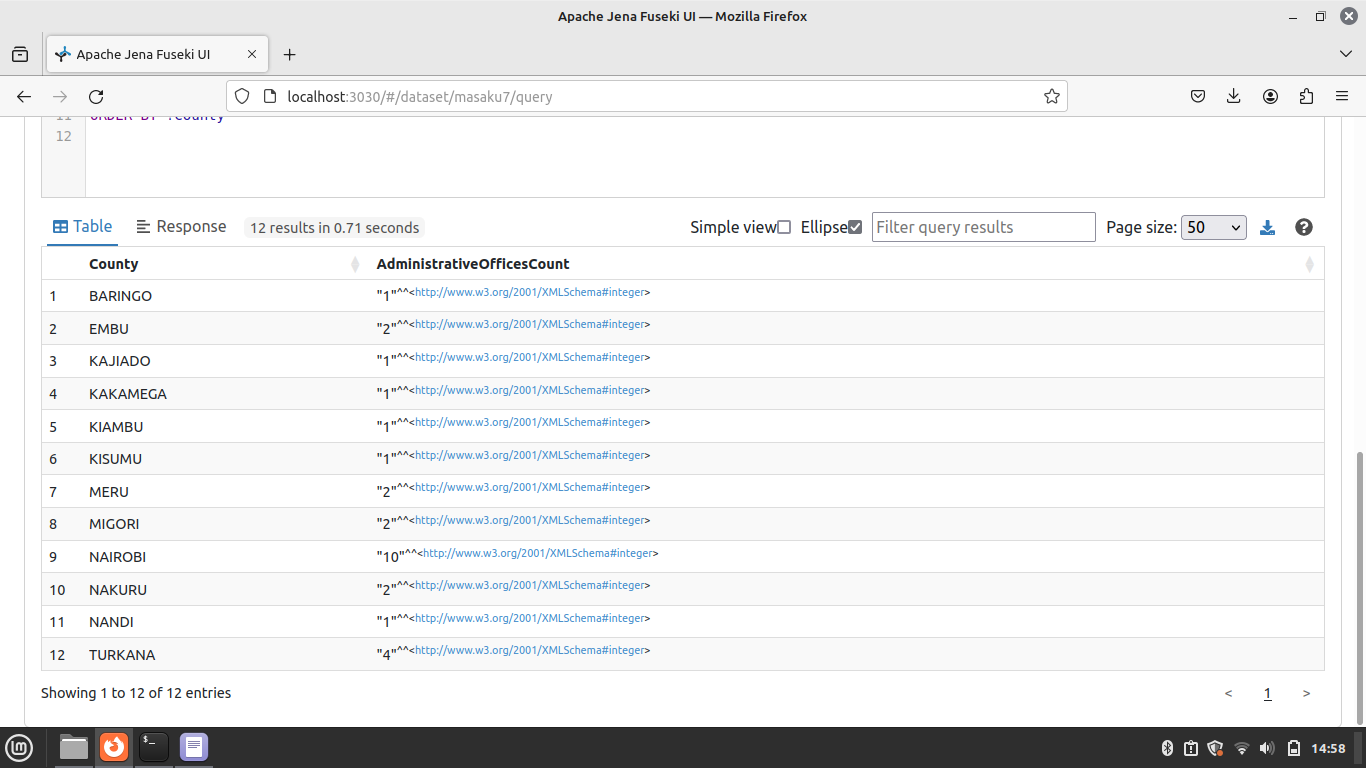 Apache Jena Fuseki UI — Mozilla Firefox
Apache Jena Fuseki UI
localhost:3030/#/dataset/masaku7/query
11 ORDER BY ?county
12
Table Response 12 results in 0.71 seconds Simple view Ellipse Filter query results Page size: 50
County AdministrativeOfficesCount
1 BARINGO "1"^^<http://www.w3.org/2001/XMLSchema#integer>
2 EMBU "2"^^<http://www.w3.org/2001/XMLSchema#integer>
3 KAJIADO "1"^^<http://www.w3.org/2001/XMLSchema#integer>
4 KAKAMEGA "1"^^<http://www.w3.org/2001/XMLSchema#integer>
5 KIAMBU "1"^^<http://www.w3.org/2001/XMLSchema#integer>
6 KISUMU "1"^^<http://www.w3.org/2001/XMLSchema#integer>
7 MERU "2"^^<http://www.w3.org/2001/XMLSchema#integer>
8 MIGORI "2"^^<http://www.w3.org/2001/XMLSchema#integer>
9 NAIROBI "10"^^<http://www.w3.org/2001/XMLSchema#integer>
10 NAKURU "2"^^<http://www.w3.org/2001/XMLSchema#integer>
11 NANDI "1"^^<http://www.w3.org/2001/XMLSchema#integer>
12 TURKANA "4"^^<http://www.w3.org/2001/XMLSchema#integer>
Showing 1 to 12 of 12 entries < 1 >
14:58